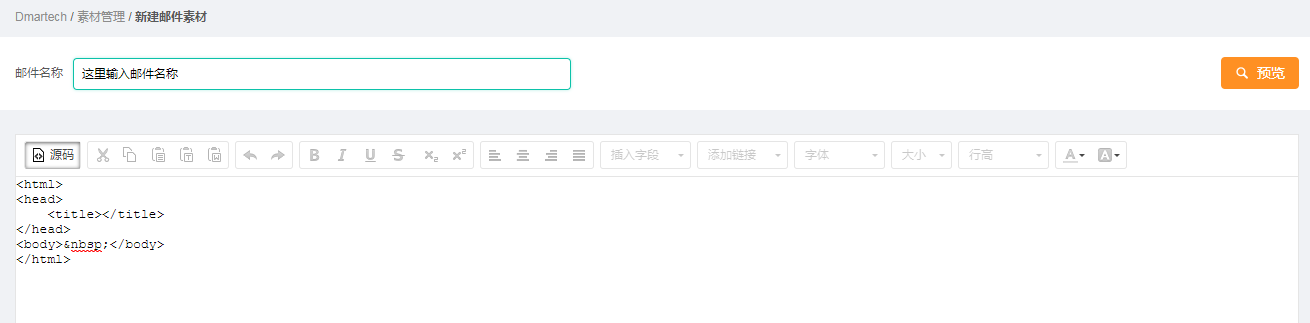 Dmartech / 素材管理 / 新建邮件素材
邮件名称 这里输入邮件名称 预览
源码 B I U S x₂ x² 插入字段 添加链接 字体 大小 行高 A A
<html>
<head>
    <title></title>
</head>
<body>&nbsp;</body>
</html>